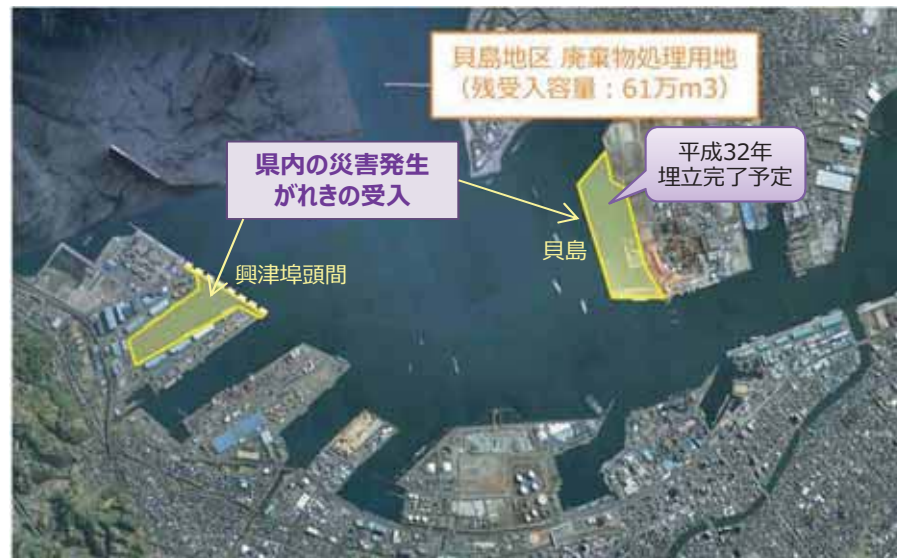 貝島地区 廃棄物処理用地
(残受入容量：61万m3)
県内の災害発生
がれきの受入
平成32年
埋立完了予定
貝島
興津埠頭間